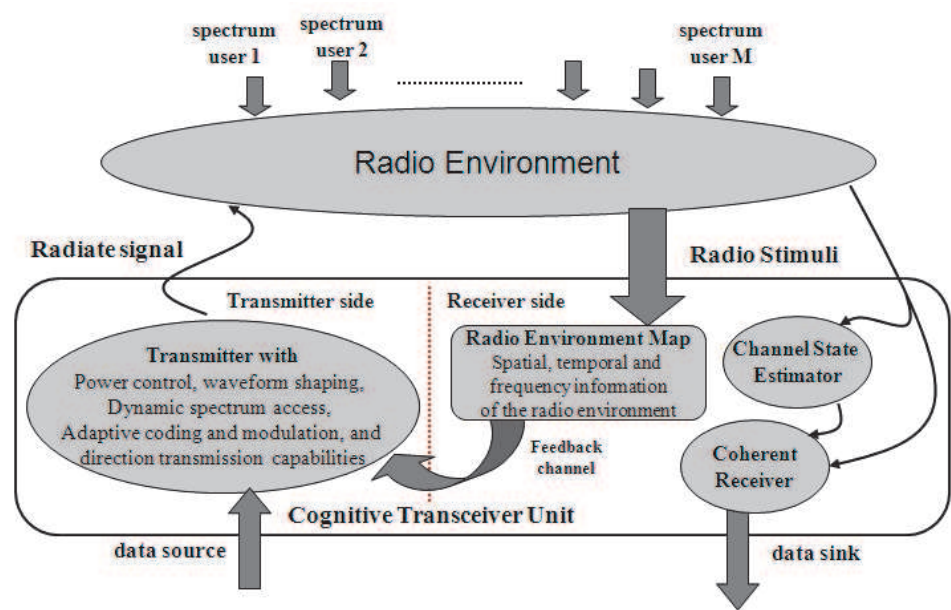 spectrum
user 1
spectrum
user 2
spectrum
user M
Radio Environment
Radiate signal
Radio Stimuli
Transmitter side
Receiver side
Transmitter with
Power control, waveform shaping,
Dynamic spectrum access,
Adaptive coding and modulation, and
direction transmission capabilities
Radio Environment Map
Spatial, temporal and
frequency information
of the radio environment
Channel State
Estimator
Feedback
channel
Coherent
Receiver
Cognitive Transceiver Unit
data source
data sink